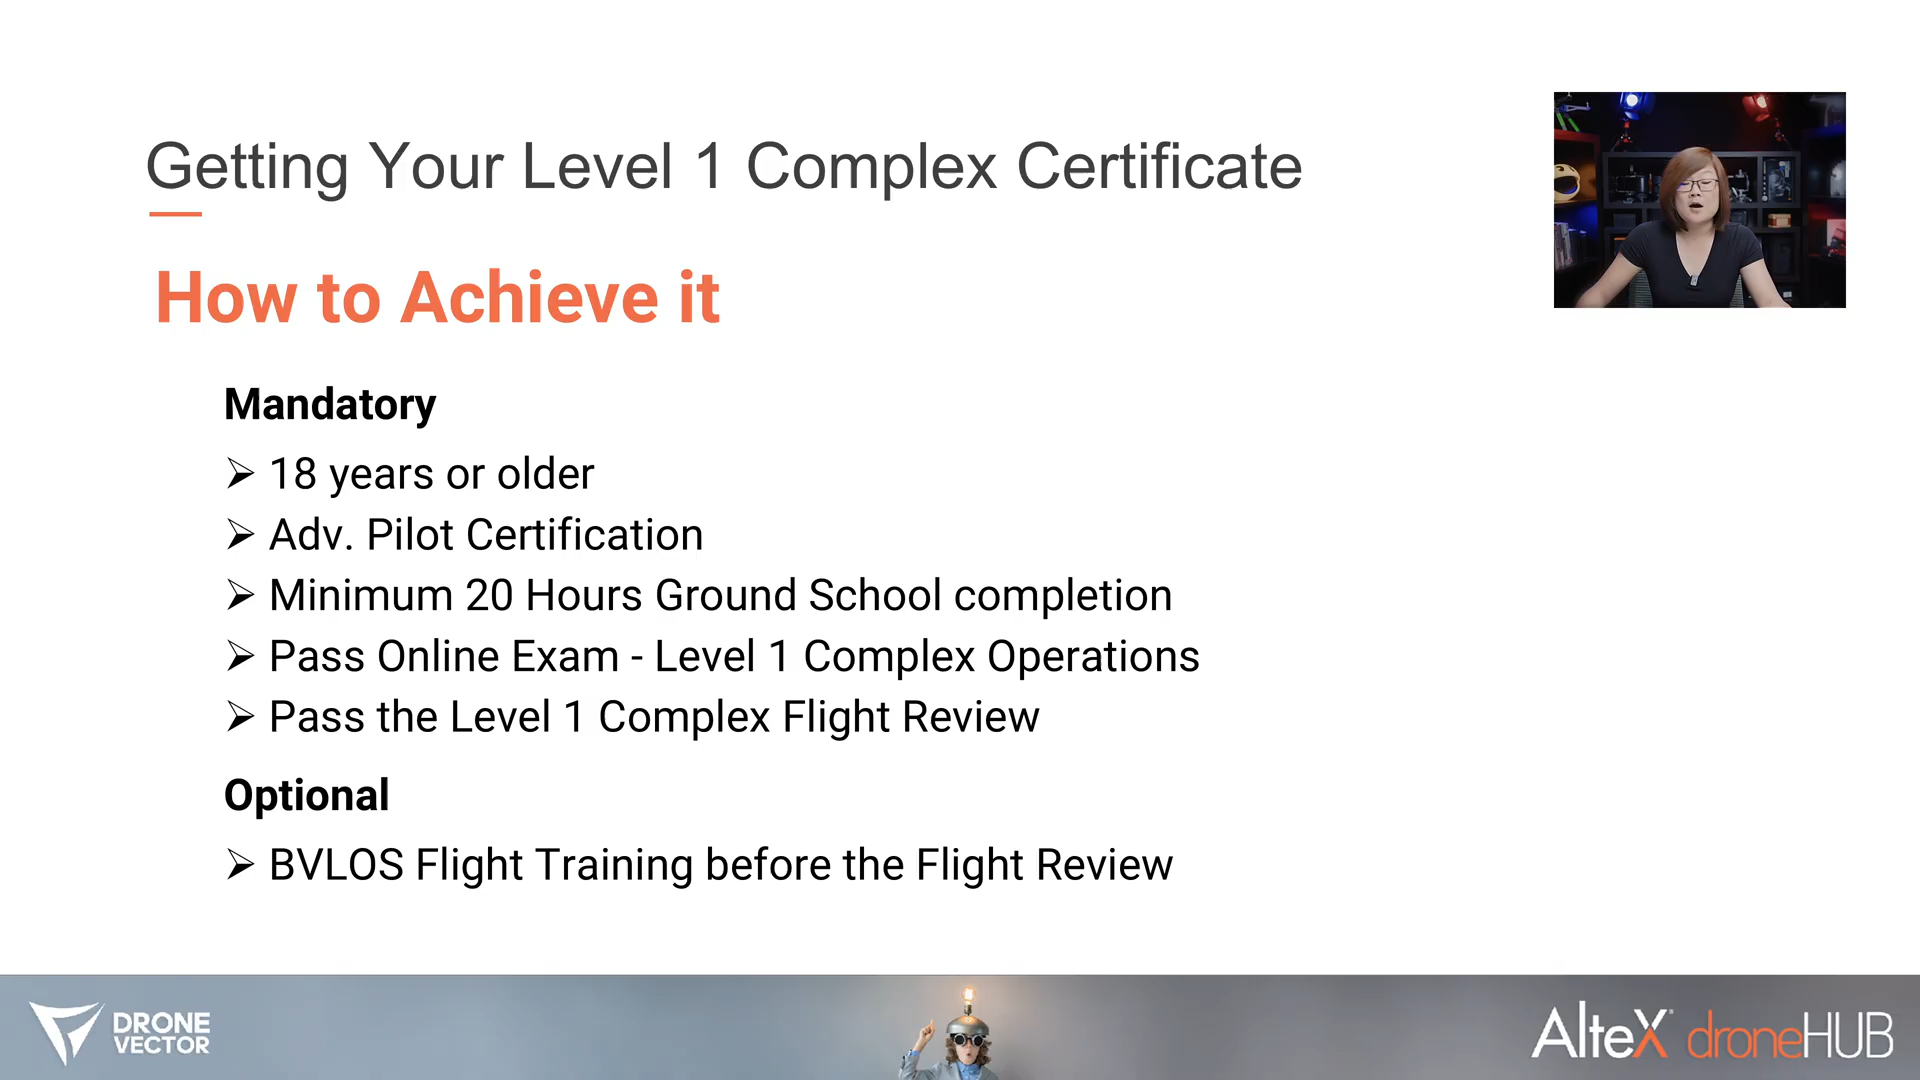 Getting Your Level 1 Complex Certificate
How to Achieve it
Mandatory
➢ 18 years or older
➢ Adv. Pilot Certification
➢ Minimum 20 Hours Ground School completion
➢ Pass Online Exam - Level 1 Complex Operations
➢ Pass the Level 1 Complex Flight Review
Optional
➢ BVLOS Flight Training before the Flight Review
DRONE
VECTOR
AlteX droneHUB